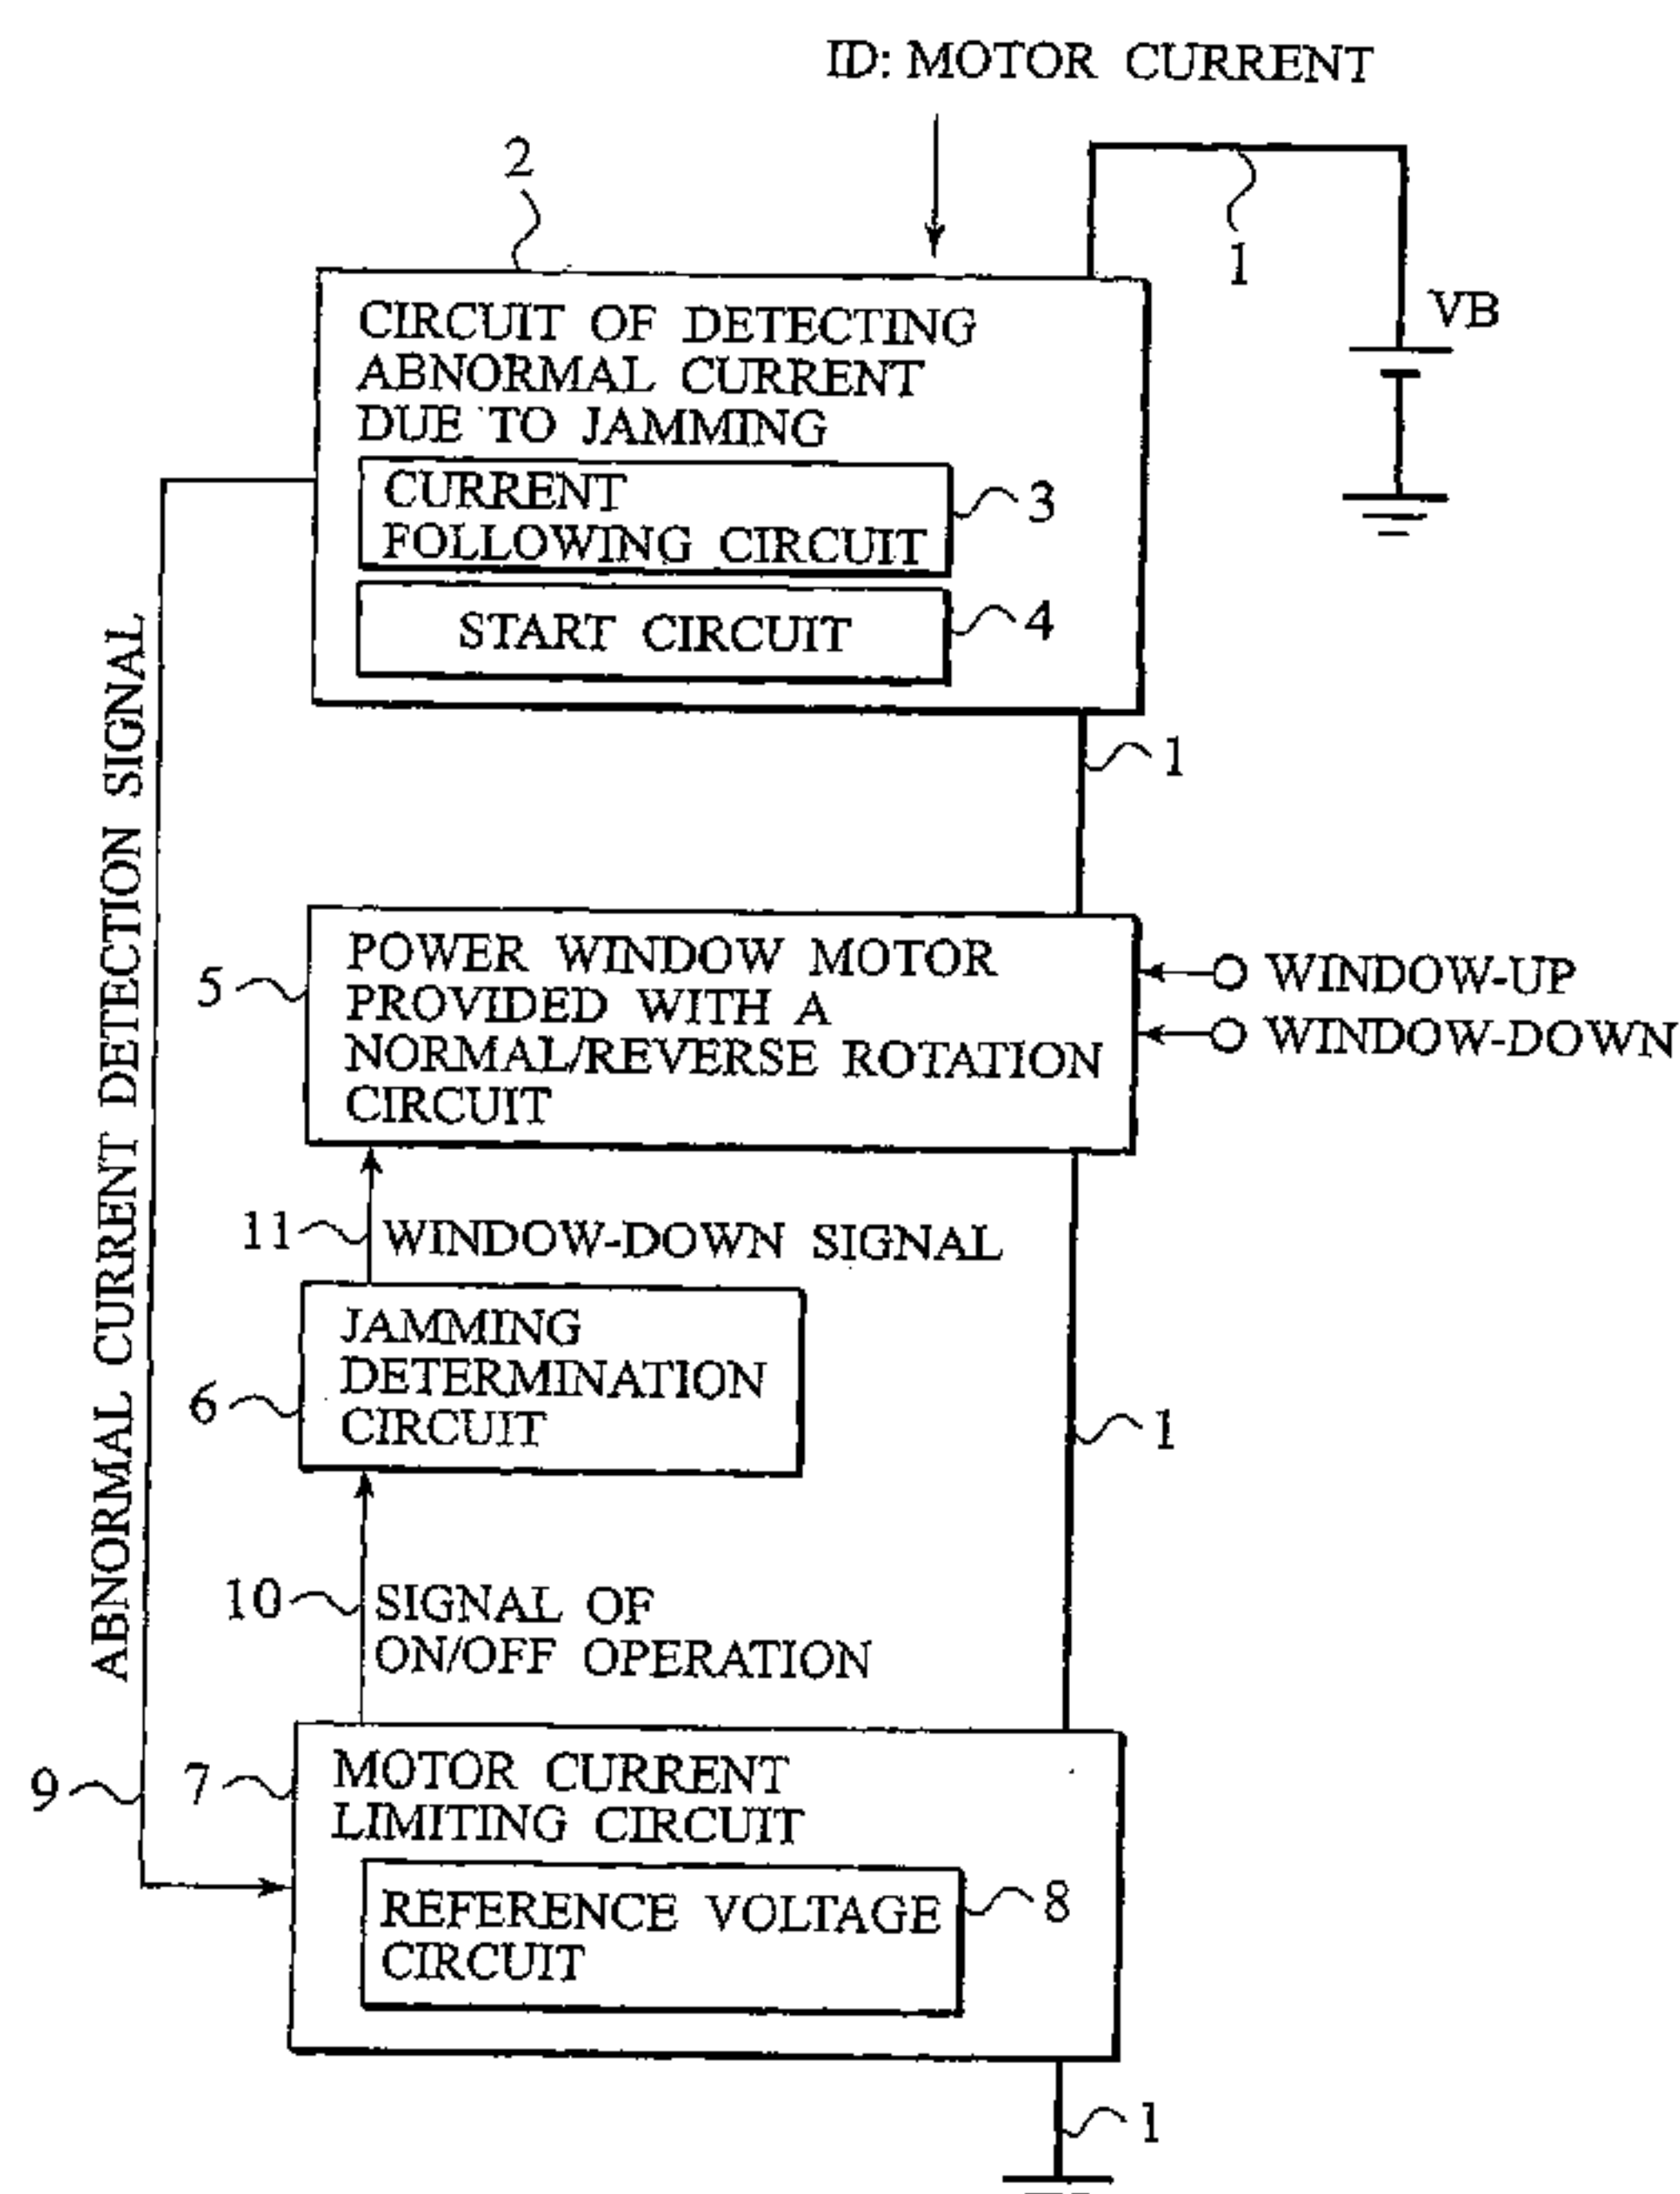 ID: MOTOR CURRENT
2
1
VB
CIRCUIT OF DETECTING
ABNORMAL CURRENT
DUE TO JAMMING
CURRENT
FOLLOWING CIRCUIT
3
START CIRCUIT
4
1
ABNORMAL CURRENT DETECTION SIGNAL
5
POWER WINDOW MOTOR
PROVIDED WITH A
NORMAL/REVERSE ROTATION
CIRCUIT
WINDOW-UP
WINDOW-DOWN
11
WINDOW-DOWN SIGNAL
6
JAMMING
DETERMINATION
CIRCUIT
1
10
SIGNAL OF
ON/OFF OPERATION
9
7
MOTOR CURRENT
LIMITING CIRCUIT
REFERENCE VOLTAGE
CIRCUIT
8
1